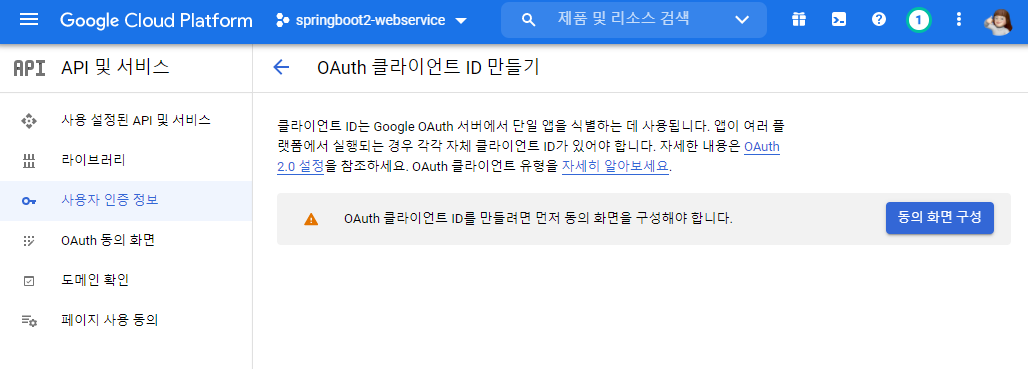 Google Cloud Platform
springboot2-webservice
제품 및 리소스 검색
1
API API 및 서비스
OAuth 클라이언트 ID 만들기
사용 설정된 API 및 서비스
라이브러리
사용자 인증 정보
OAuth 동의 화면
도메인 확인
페이지 사용 동의
클라이언트 ID는 Google OAuth 서버에서 단일 앱을 식별하는 데 사용됩니다. 앱이 여러 플
랫폼에서 실행되는 경우 각각 자체 클라이언트 ID가 있어야 합니다. 자세한 내용은 OAuth
2.0 설정을 참조하세요. OAuth 클라이언트 유형을 자세히 알아보세요.
OAuth 클라이언트 ID를 만들려면 먼저 동의 화면을 구성해야 합니다.
동의 화면 구성